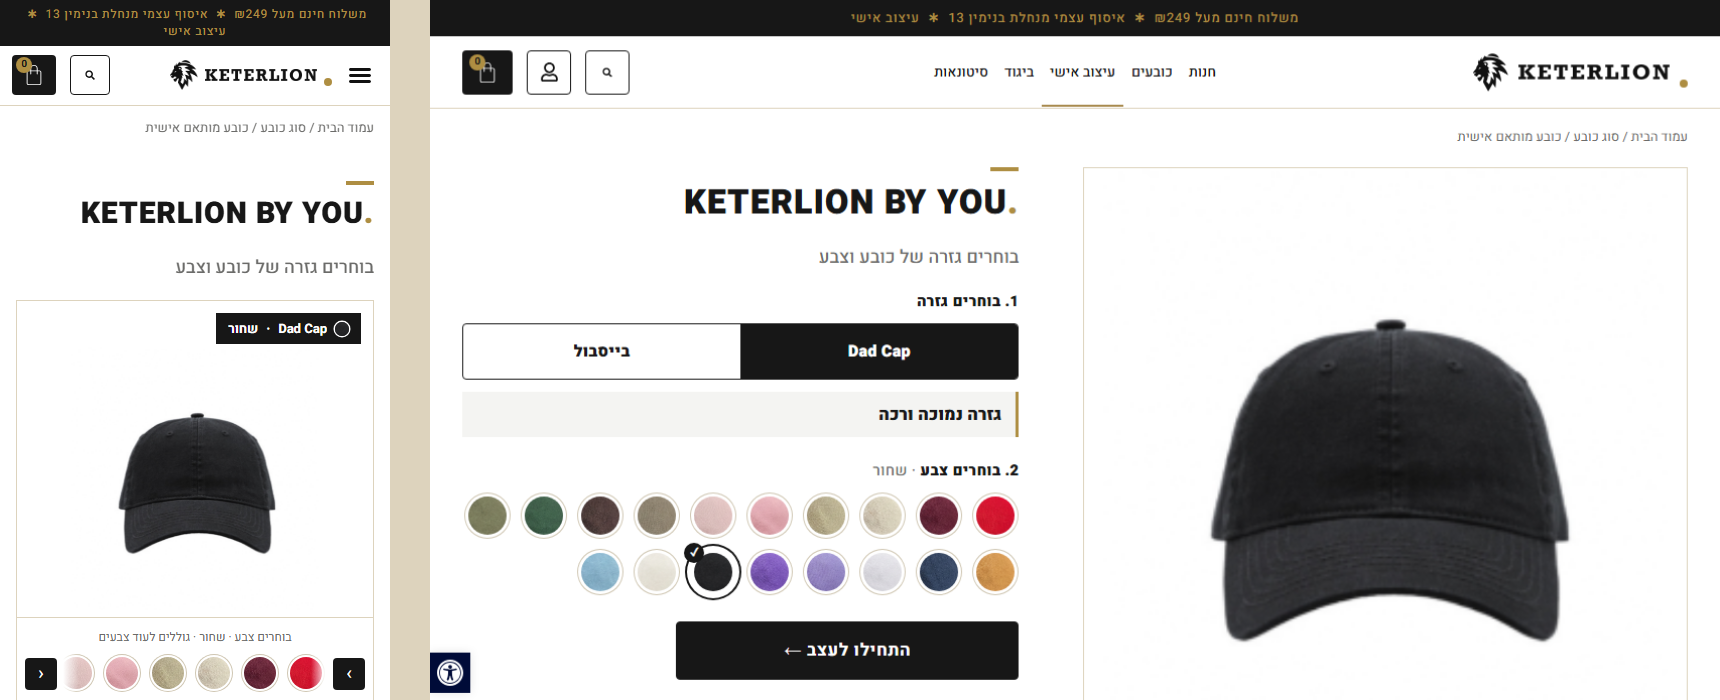 משלוח חינם מעל 249₪ ✱ איסוף עצמי מנחלת בנימין 13 ✱
עיצוב אישי
0
KETERLION
עמוד הבית / סוג כובע / כובע מותאם אישית
KETERLION BY YOU.
בוחרים גזרה של כובע וצבע
Dad Cap · שחור
בוחרים צבע · שחור · גוללים לעוד צבעים
משלוח חינם מעל 249₪ ✱ איסוף עצמי מנחלת בנימין 13 ✱ עיצוב אישי
KETERLION
חנות כובעים עיצוב אישי ביגוד סיטונאות
0
עמוד הבית / סוג כובע / כובע מותאם אישית
KETERLION BY YOU.
בוחרים גזרה של כובע וצבע
1. בוחרים גזרה
Dad Cap
בייסבול
גזרה נמוכה ורכה
2. בוחרים צבע · שחור
התחילו לעצב ←